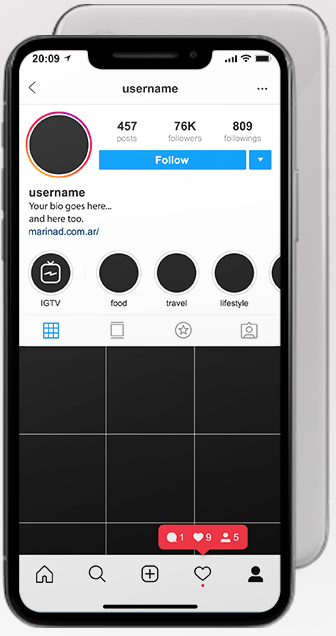 20:09
username
457 76K 809
posts followers followings
Follow
username
Your bio goes here...
and here too.
marinad.com.ar/
IGTV food travel lifestyle
1 9 5